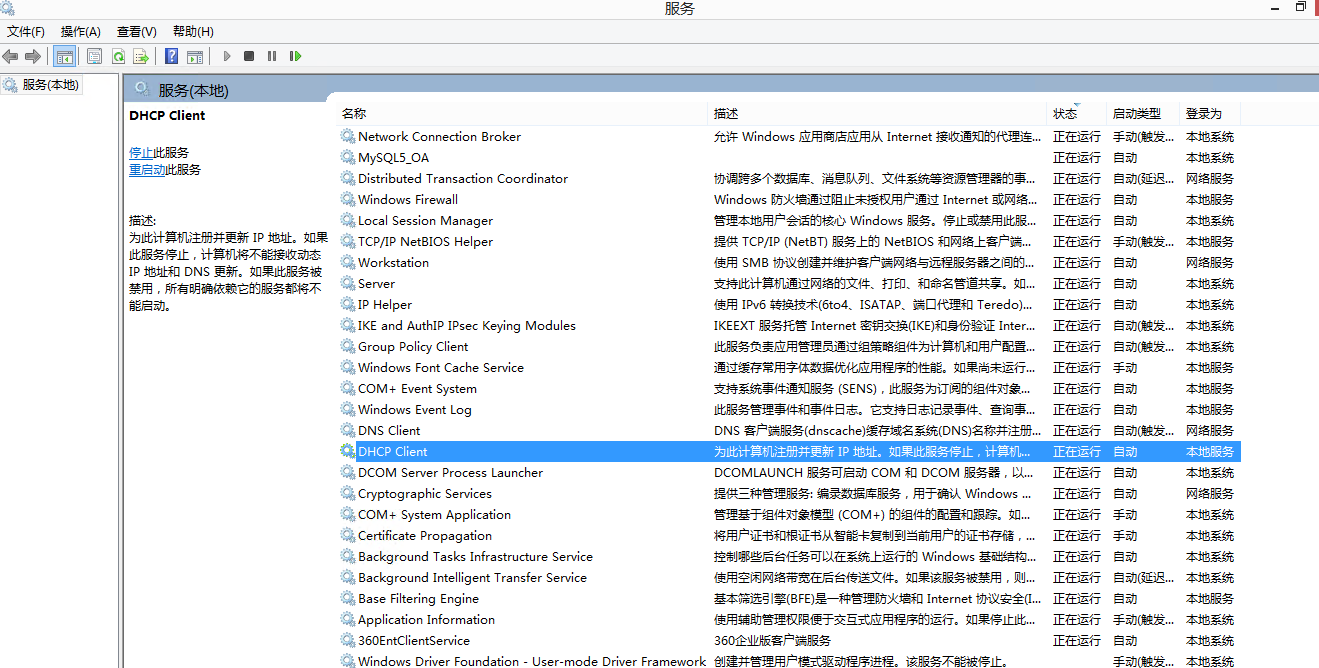 服务
文件(F) 操作(A) 查看(V) 帮助(H)
服务(本地)
服务(本地)
DHCP Client
停止此服务
重启动此服务
描述:
为此计算机注册并更新 IP 地址。如果
此服务停止，计算机将不能接收动态
IP 地址和 DNS 更新。如果此服务被
禁用，所有明确依赖它的服务都将不
能启动。
名称 描述 状态 启动类型 登录为
Network Connection Broker 允许 Windows 应用商店应用从 Internet 接收通知的代理连... 正在运行 手动(触发... 本地系统
MySQL5_OA 正在运行 自动 本地系统
Distributed Transaction Coordinator 协调跨多个数据库、消息队列、文件系统等资源管理器的事... 正在运行 自动(延迟... 网络服务
Windows Firewall Windows 防火墙通过阻止未授权用户通过 Internet 或网络... 正在运行 自动 本地服务
Local Session Manager 管理本地用户会话的核心 Windows 服务。停止或禁用此服... 正在运行 自动 本地系统
TCP/IP NetBIOS Helper 提供 TCP/IP (NetBT) 服务上的 NetBIOS 和网络上客户端... 正在运行 手动(触发... 本地服务
Workstation 使用 SMB 协议创建并维护客户端网络与远程服务器之间的... 正在运行 自动 网络服务
Server 支持此计算机通过网络的文件、打印、和命名管道共享。如... 正在运行 自动 本地系统
IP Helper 使用 IPv6 转换技术(6to4、ISATAP、端口代理和 Teredo)... 正在运行 自动 本地系统
IKE and AuthIP IPsec Keying Modules IKEEXT 服务托管 Internet 密钥交换(IKE)和身份验证 Inter... 正在运行 自动(触发... 本地系统
Group Policy Client 此服务负责应用管理员通过组策略组件为计算机和用户配置... 正在运行 自动(触发... 本地系统
Windows Font Cache Service 通过缓存常用字体数据优化应用程序的性能。如果尚未运行... 正在运行 手动 本地服务
COM+ Event System 支持系统事件通知服务 (SENS)，此服务为订阅的组件对象... 正在运行 自动 本地服务
Windows Event Log 此服务管理事件和事件日志。它支持日志记录事件、查询事... 正在运行 自动 本地服务
DNS Client DNS 客户端服务(dnscache)缓存域名系统(DNS)名称并注册... 正在运行 自动(触发... 网络服务
DHCP Client 为此计算机注册并更新 IP 地址。如果此服务停止，计算机... 正在运行 自动 本地服务
DCOM Server Process Launcher DCOMLAUNCH 服务可启动 COM 和 DCOM 服务器，以... 正在运行 自动 本地系统
Cryptographic Services 提供三种管理服务: 编录数据库服务，用于确认 Windows ... 正在运行 自动 网络服务
COM+ System Application 管理基于组件对象模型 (COM+) 的组件的配置和跟踪。如... 正在运行 手动 本地系统
Certificate Propagation 将用户证书和根证书从智能卡复制到当前用户的证书存储，... 正在运行 手动 本地系统
Background Tasks Infrastructure Service 控制哪些后台任务可以在系统上运行的 Windows 基础结构... 正在运行 自动 本地系统
Background Intelligent Transfer Service 使用空闲网络带宽在后台传送文件。如果该服务被禁用，则... 正在运行 自动(延迟... 本地系统
Base Filtering Engine 基本筛选引擎(BFE)是一种管理防火墙和 Internet 协议安全(I... 正在运行 自动 本地服务
Application Information 使用辅助管理权限便于交互式应用程序的运行。如果停止此... 正在运行 手动(触发... 本地系统
360EntClientService 360企业版客户端服务 正在运行 自动 本地系统
Windows Driver Foundation - User-mode Driver Framework 创建并管理用户模式驱动程序进程。该服务不能被停止。 手动(触发... 本地系统